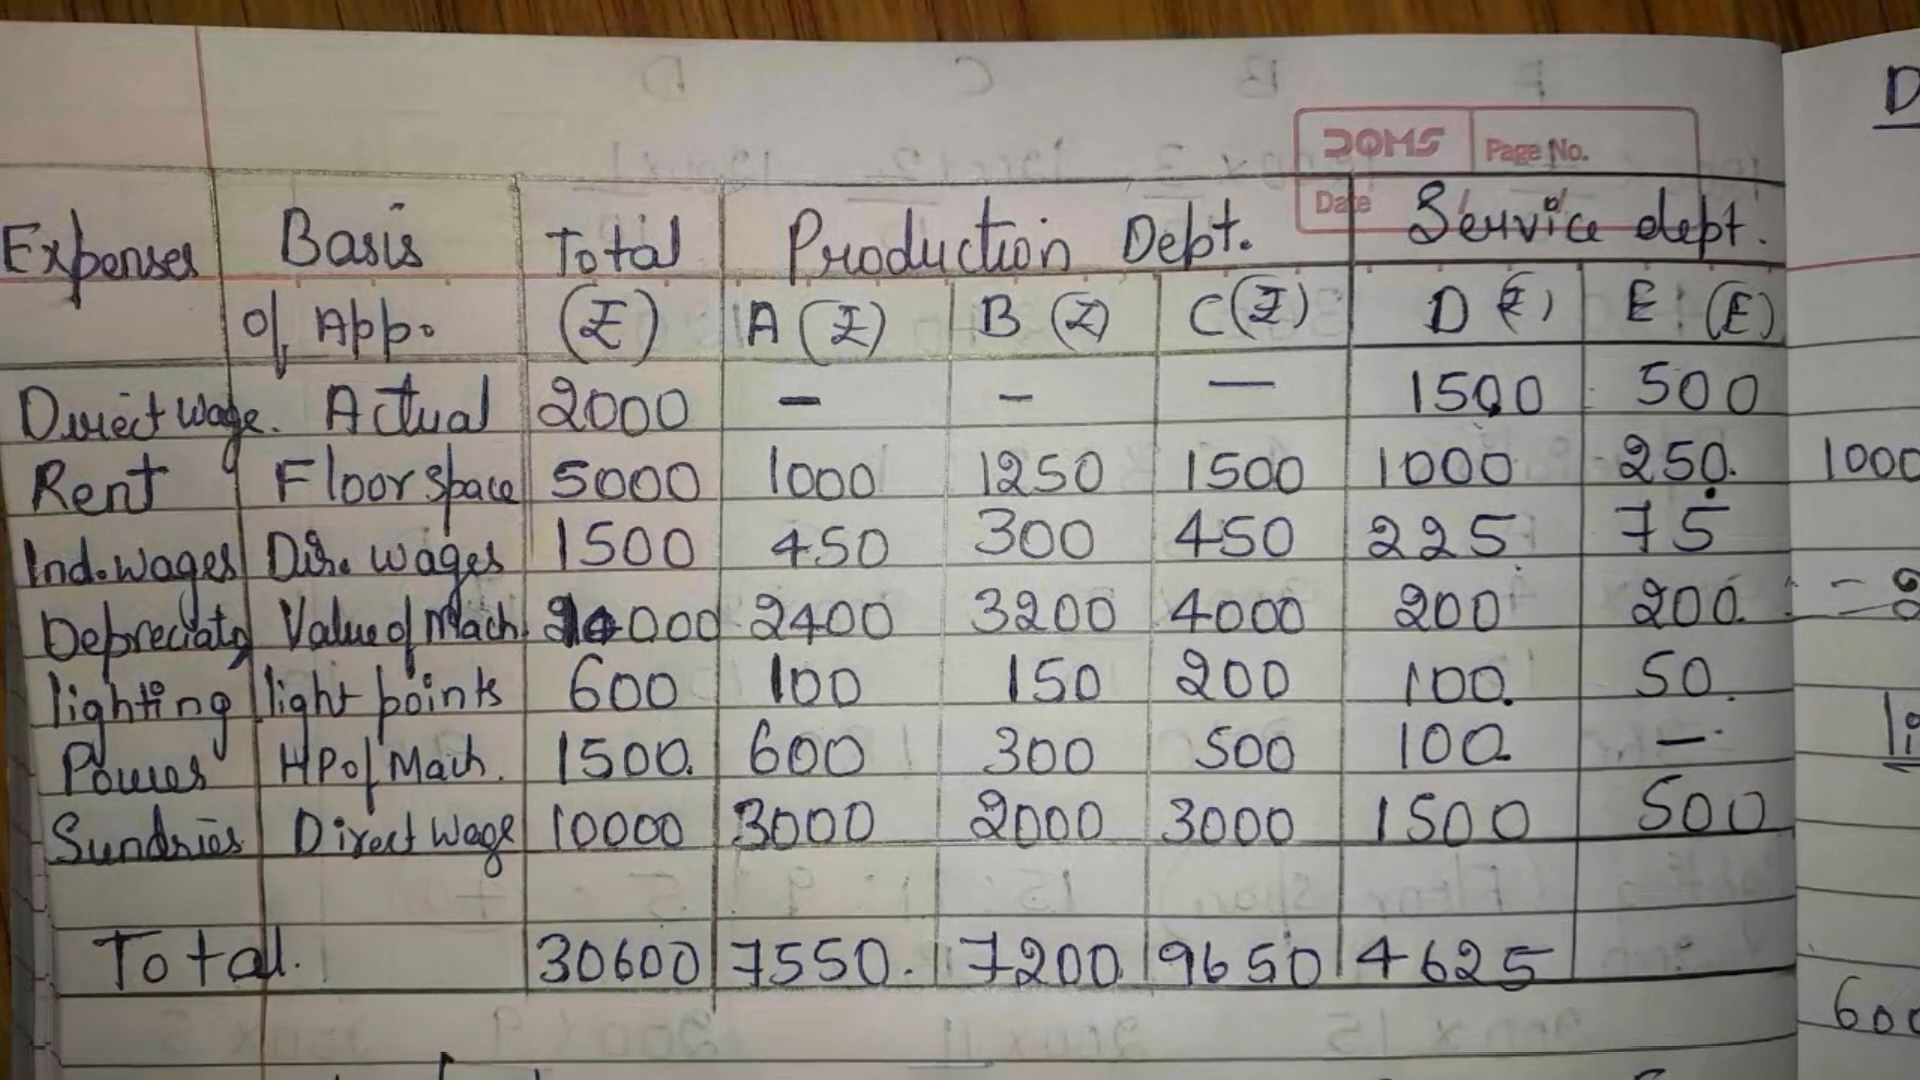 DOMS Page No.
Date
D
Expenses Basis Total Production Dept. Service dept.
of App. (₹) A (₹) B (₹) C (₹) D (₹) E (₹)
Direct wage. Actual 2000 - - - 1500 500
Rent Floor space 5000 1000 1250 1500 1000 250. 1000
Ind. wages Dir. wages 1500 450 300 450 225 75
Value of Mach. 2400 3200 4000 200 200.
lighting light points 600 100 150 200 100. 50.
Power HP of Mach. 1500. 600 300 500 100. -
Sundries Direct Wage 10000 3000 2000 3000 1500 500
Total. 30600 7550. 7200 9650 4625
600